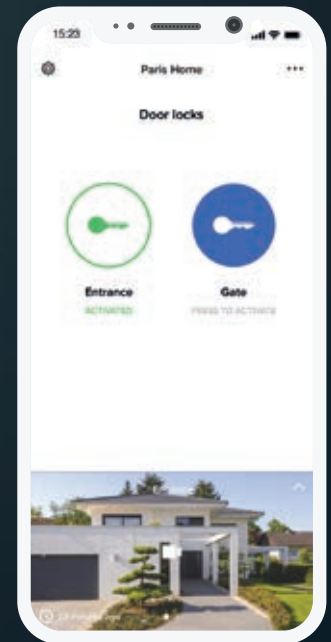 15:23
Paris Home
Door locks
Entrance
Gate
ACTIVATED
PRESS TO ACTIVATE